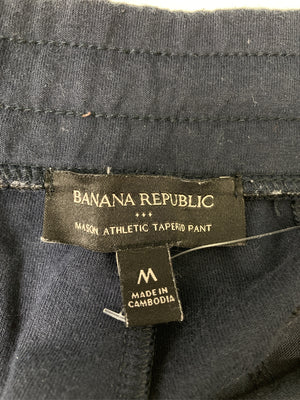 BANANA REPUBLIC
MASON ATHLETIC TAPERED PANT
M
MADE IN
CAMBODIA